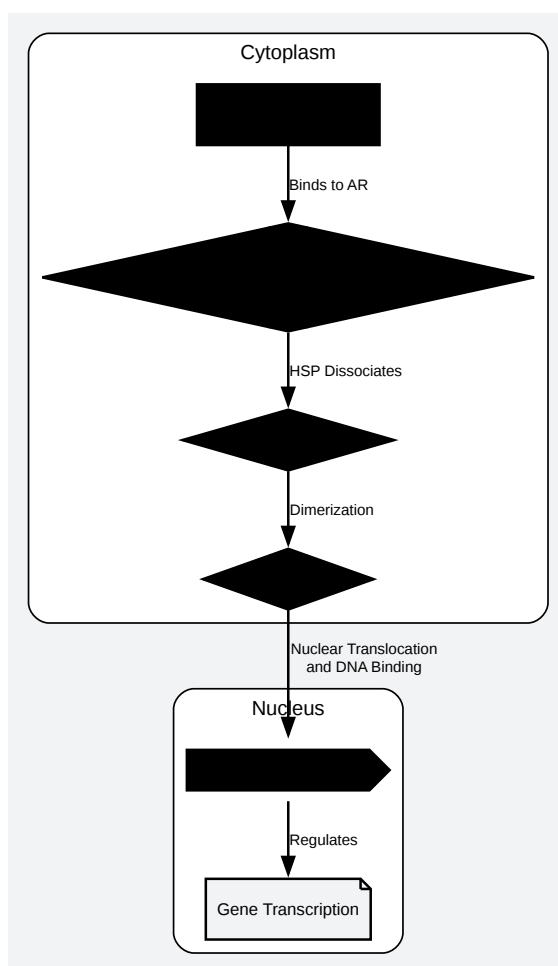 Cytoplasm
Binds to AR
HSP Dissociates
Dimerization
Nuclear Translocation
and DNA Binding
Nucleus
Regulates
Gene Transcription